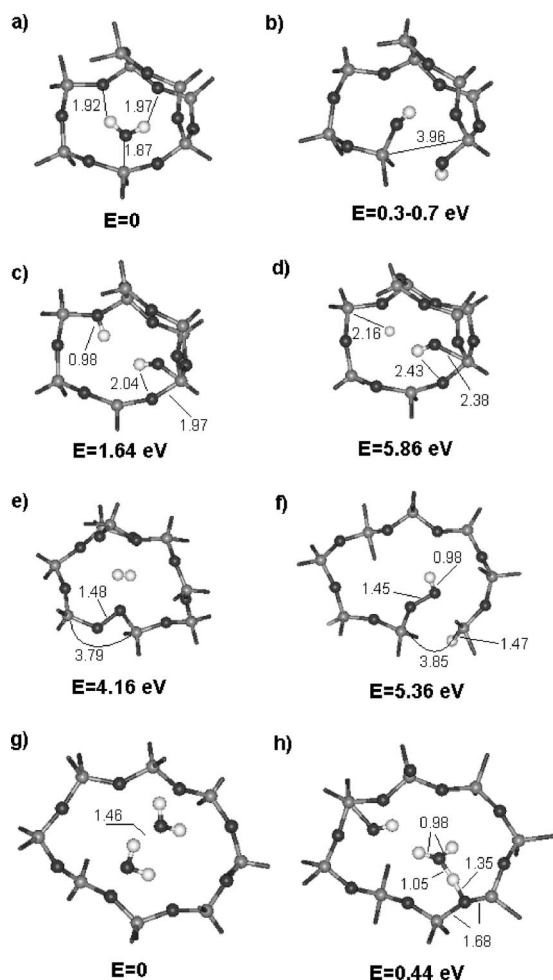 a) b)
1.92 1.97
1.87
3.96
E=0 E=0.3-0.7 eV
c) d)
0.98
2.04
1.97
2.16
2.43
2.38
E=1.64 eV E=5.86 eV
e) f)
1.48
3.79
0.98
1.45
3.85
1.47
E=4.16 eV E=5.36 eV
g) h)
1.46
0.98
1.35
1.05
1.68
E=0 E=0.44 eV